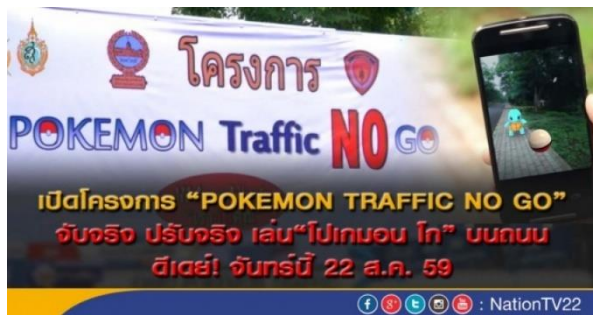 โครงการ
POKEMON Traffic NO GO
เปิดโครงการ “POKEMON TRAFFIC NO GO”
จับจริง ปรับจริง เล่น“โปเกมอน โก” บนถนน
ดีเดย์! จันทร์นี้ 22 ส.ค. 59
: NationTV22